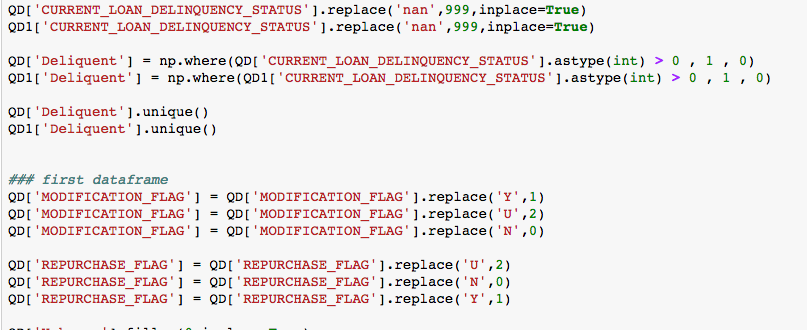 QD['CURRENT_LOAN_DELINQUENCY_STATUS'].replace('nan',999,inplace=True)
QD1['CURRENT_LOAN_DELINQUENCY_STATUS'].replace('nan',999,inplace=True)
QD['Deliquent'] = np.where(QD['CURRENT_LOAN_DELINQUENCY_STATUS'].astype(int) > 0 , 1 , 0)
QD1['Deliquent'] = np.where(QD1['CURRENT_LOAN_DELINQUENCY_STATUS'].astype(int) > 0 , 1 , 0)
QD['Deliquent'].unique()
QD1['Deliquent'].unique()
### first dataframe
QD['MODIFICATION_FLAG'] = QD['MODIFICATION_FLAG'].replace('Y',1)
QD['MODIFICATION_FLAG'] = QD['MODIFICATION_FLAG'].replace('U',2)
QD['MODIFICATION_FLAG'] = QD['MODIFICATION_FLAG'].replace('N',0)
QD['REPURCHASE_FLAG'] = QD['REPURCHASE_FLAG'].replace('U',2)
QD['REPURCHASE_FLAG'] = QD['REPURCHASE_FLAG'].replace('N',0)
QD['REPURCHASE_FLAG'] = QD['REPURCHASE_FLAG'].replace('Y',1)